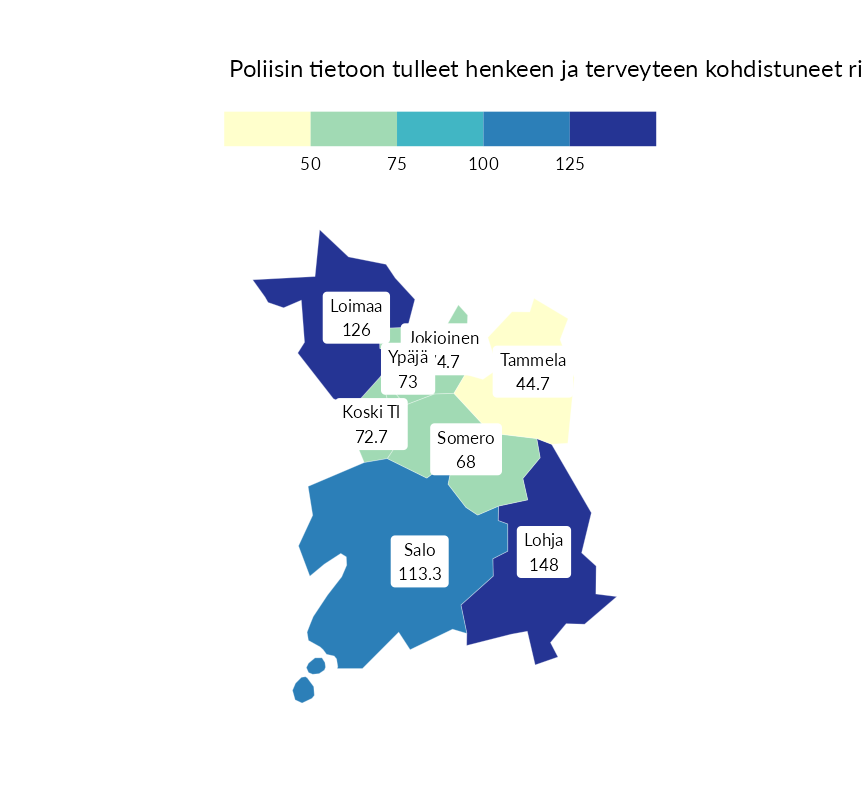 Poliisin tietoon tulleet henkeen ja terveyteen kohdistuneet ri
50 75 100 125
Loimaa
126
Jokioinen
4.7
Ypäjä
73
Tammela
44.7
Koski Tl
72.7
Somero
68
Salo
113.3
Lohja
148